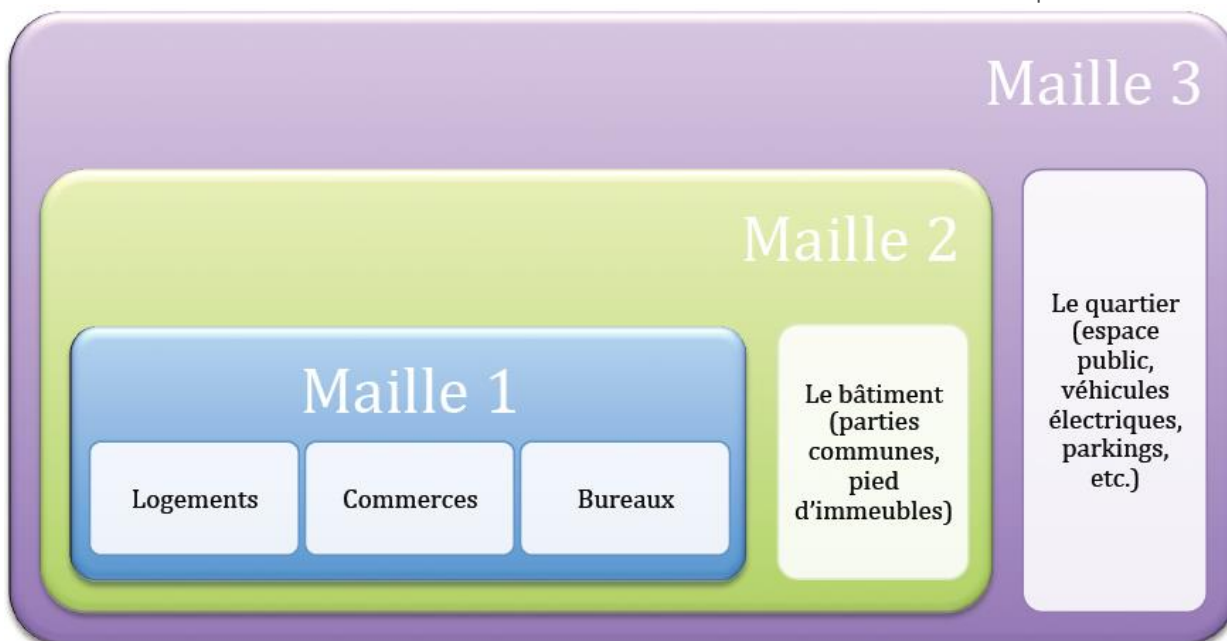 Maille 3
Maille 2
Maille 1
Logements
Commerces
Bureaux
Le bâtiment
(parties
communes,
pied
d'immeubles)
Le quartier
(espace
public,
véhicules
électriques,
parkings,
etc.)